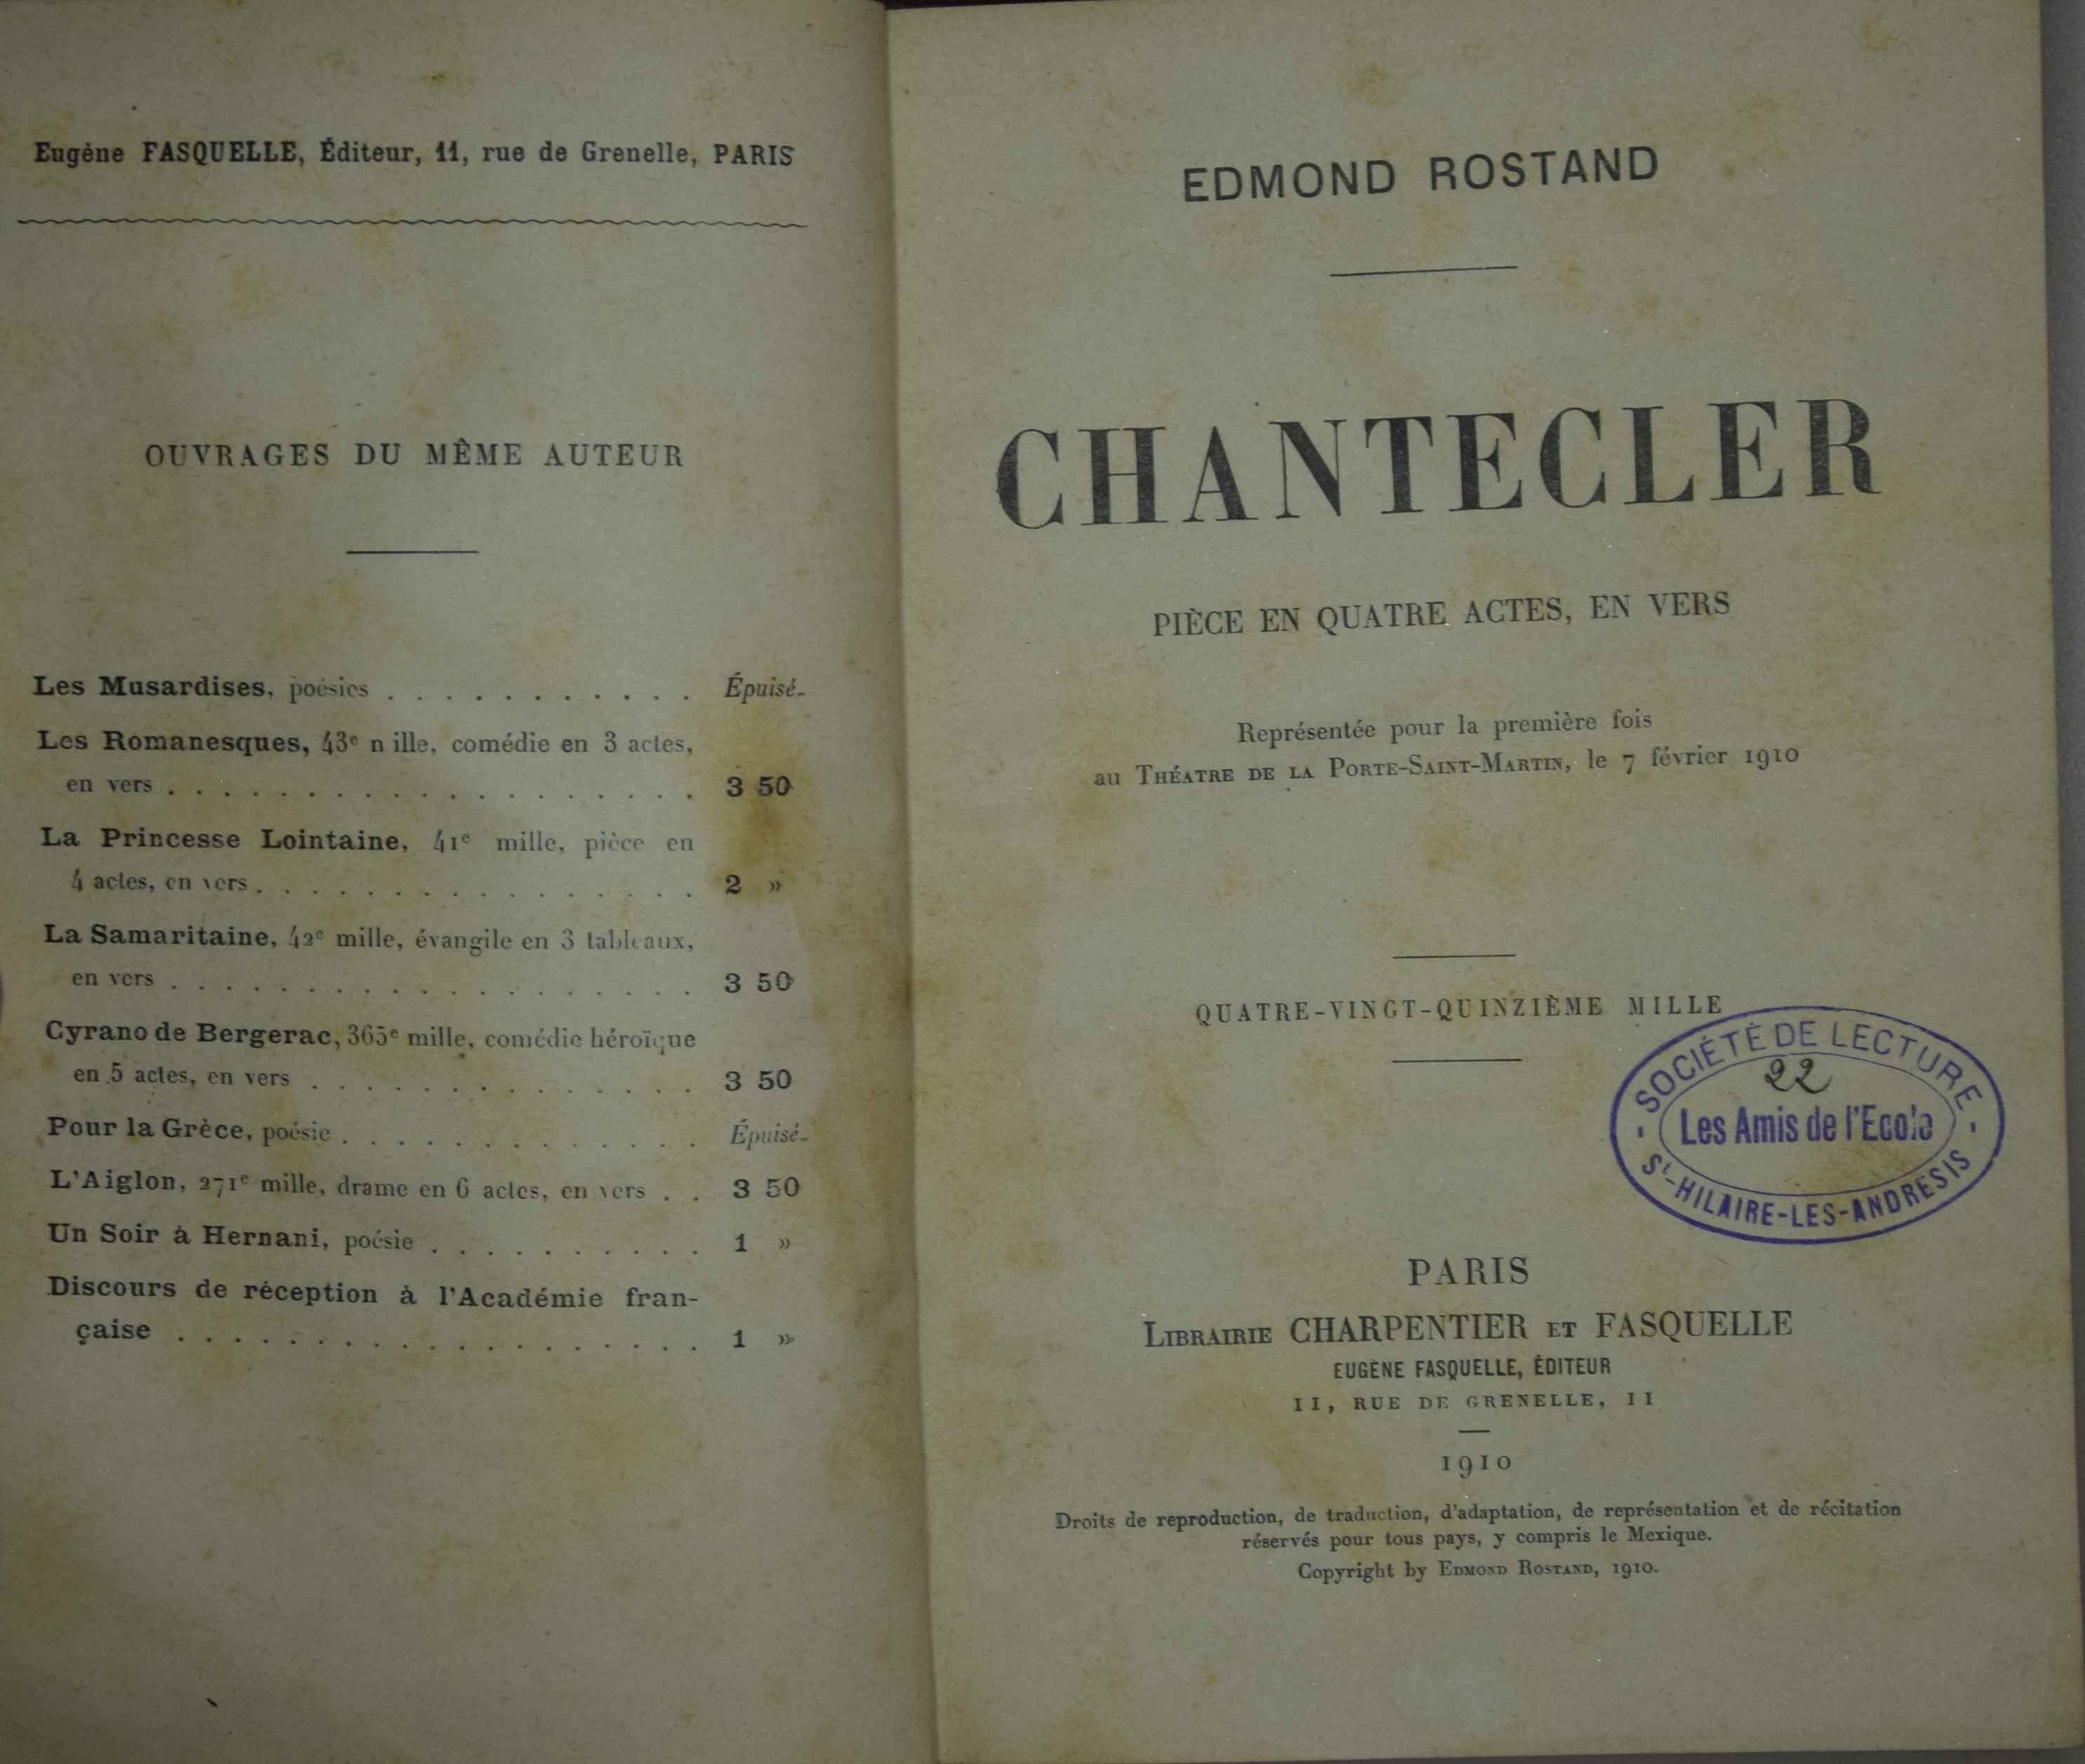 Eugène FASQUELLE, Éditeur, 11, rue de Grenelle, PARIS
OUVRAGES DU MÊME AUTEUR
Les Musardises, poésies . . . . . . . . . . . Épuisé.
Les Romanesques, 43e mille, comédie en 3 actes,
en vers . . . . . . . . . . . . . . . . . . . 3 50
La Princesse Lointaine, 41e mille, pièce en
4 actes, en vers . . . . . . . . . . . . . . . . 2 »
La Samaritaine, 42e mille, évangile en 3 tableaux,
en vers . . . . . . . . . . . . . . . . . . . 3 50
Cyrano de Bergerac, 365e mille, comédie héroïque
en 5 actes, en vers . . . . . . . . . . . . . . 3 50
Pour la Grèce, poésie . . . . . . . . . . . . . Épuisé.
L'Aiglon, 271e mille, drame en 6 actes, en vers . . 3 50
Un Soir à Hernani, poésie . . . . . . . . . . 1 »
Discours de réception à l'Académie fran-
çaise . . . . . . . . . . . . . . . . . . . 1 »
EDMOND ROSTAND
CHANTECLER
PIÈCE EN QUATRE ACTES, EN VERS
Représentée pour la première fois
au THÉATRE DE LA PORTE-SAINT-MARTIN, le 7 février 1910
QUATRE-VINGT-QUINZIÈME MILLE
- SOCIÉTÉ DE LECTURE -
22
Les Amis de l'Ecole
St-HILAIRE-LES-ANDRESIS
PARIS
LIBRAIRIE CHARPENTIER ET FASQUELLE
EUGÈNE FASQUELLE, ÉDITEUR
11, RUE DE GRENELLE, 11
1910
Droits de reproduction, de traduction, d'adaptation, de représentation et de récitation
réservés pour tous pays, y compris le Mexique.
Copyright by EDMOND ROSTAND, 1910.